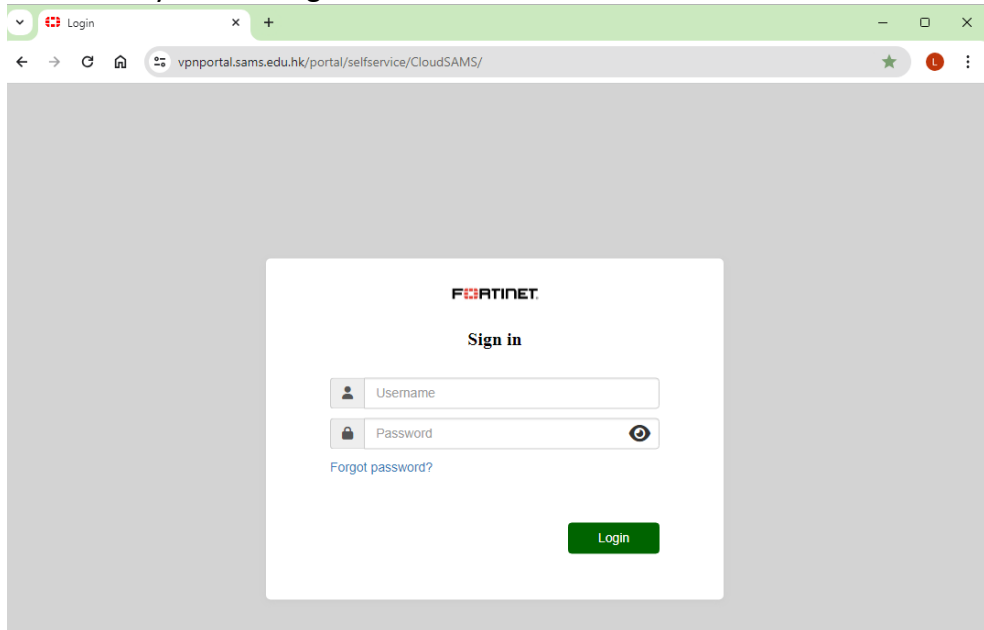 Login
vpnportal.sams.edu.hk/portal/selfservice/CloudSAMS/
L
FORTINET
Sign in
Username
Password
Forgot password?
Login